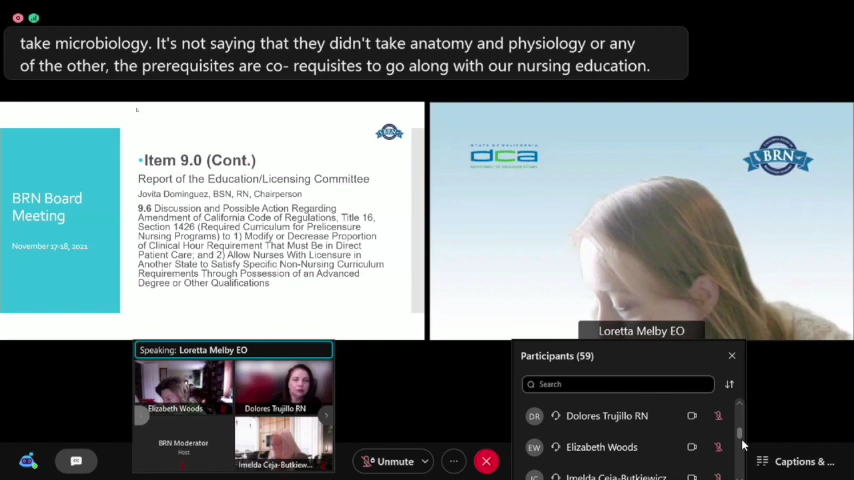 take microbiology. It's not saying that they didn't take anatomy and physiology or any
of the other, the prerequisites are co- requisites to go along with our nursing education.
BRN Board
Meeting
November 17-18, 2021
BRN
•Item 9.0 (Cont.)
Report of the Education/Licensing Committee
Jovita Dominguez, BSN, RN, Chairperson
9.6 Discussion and Possible Action Regarding
Amendment of California Code of Regulations, Title 16,
Section 1426 (Required Curriculum for Prelicensure
Nursing Programs) to 1) Modify or Decrease Proportion
of Clinical Hour Requirement That Must Be in Direct
Patient Care; and 2) Allow Nurses With Licensure in
Another State to Satisfy Specific Non-Nursing Curriculum
Requirements Through Possession of an Advanced
Degree or Other Qualifications
STATE OF CALIFORNIA
dca
BRN
Loretta Melby EO
Speaking: Loretta Melby EO
Elizabeth Woods
Dolores Trujillo RN
BRN Moderator
Host
Imelda Ceja-Butkiew...
Participants (59)
Search
DR Dolores Trujillo RN
EW Elizabeth Woods
Imelda Ceja-Butkiewicz
Unmute
Captions & ...